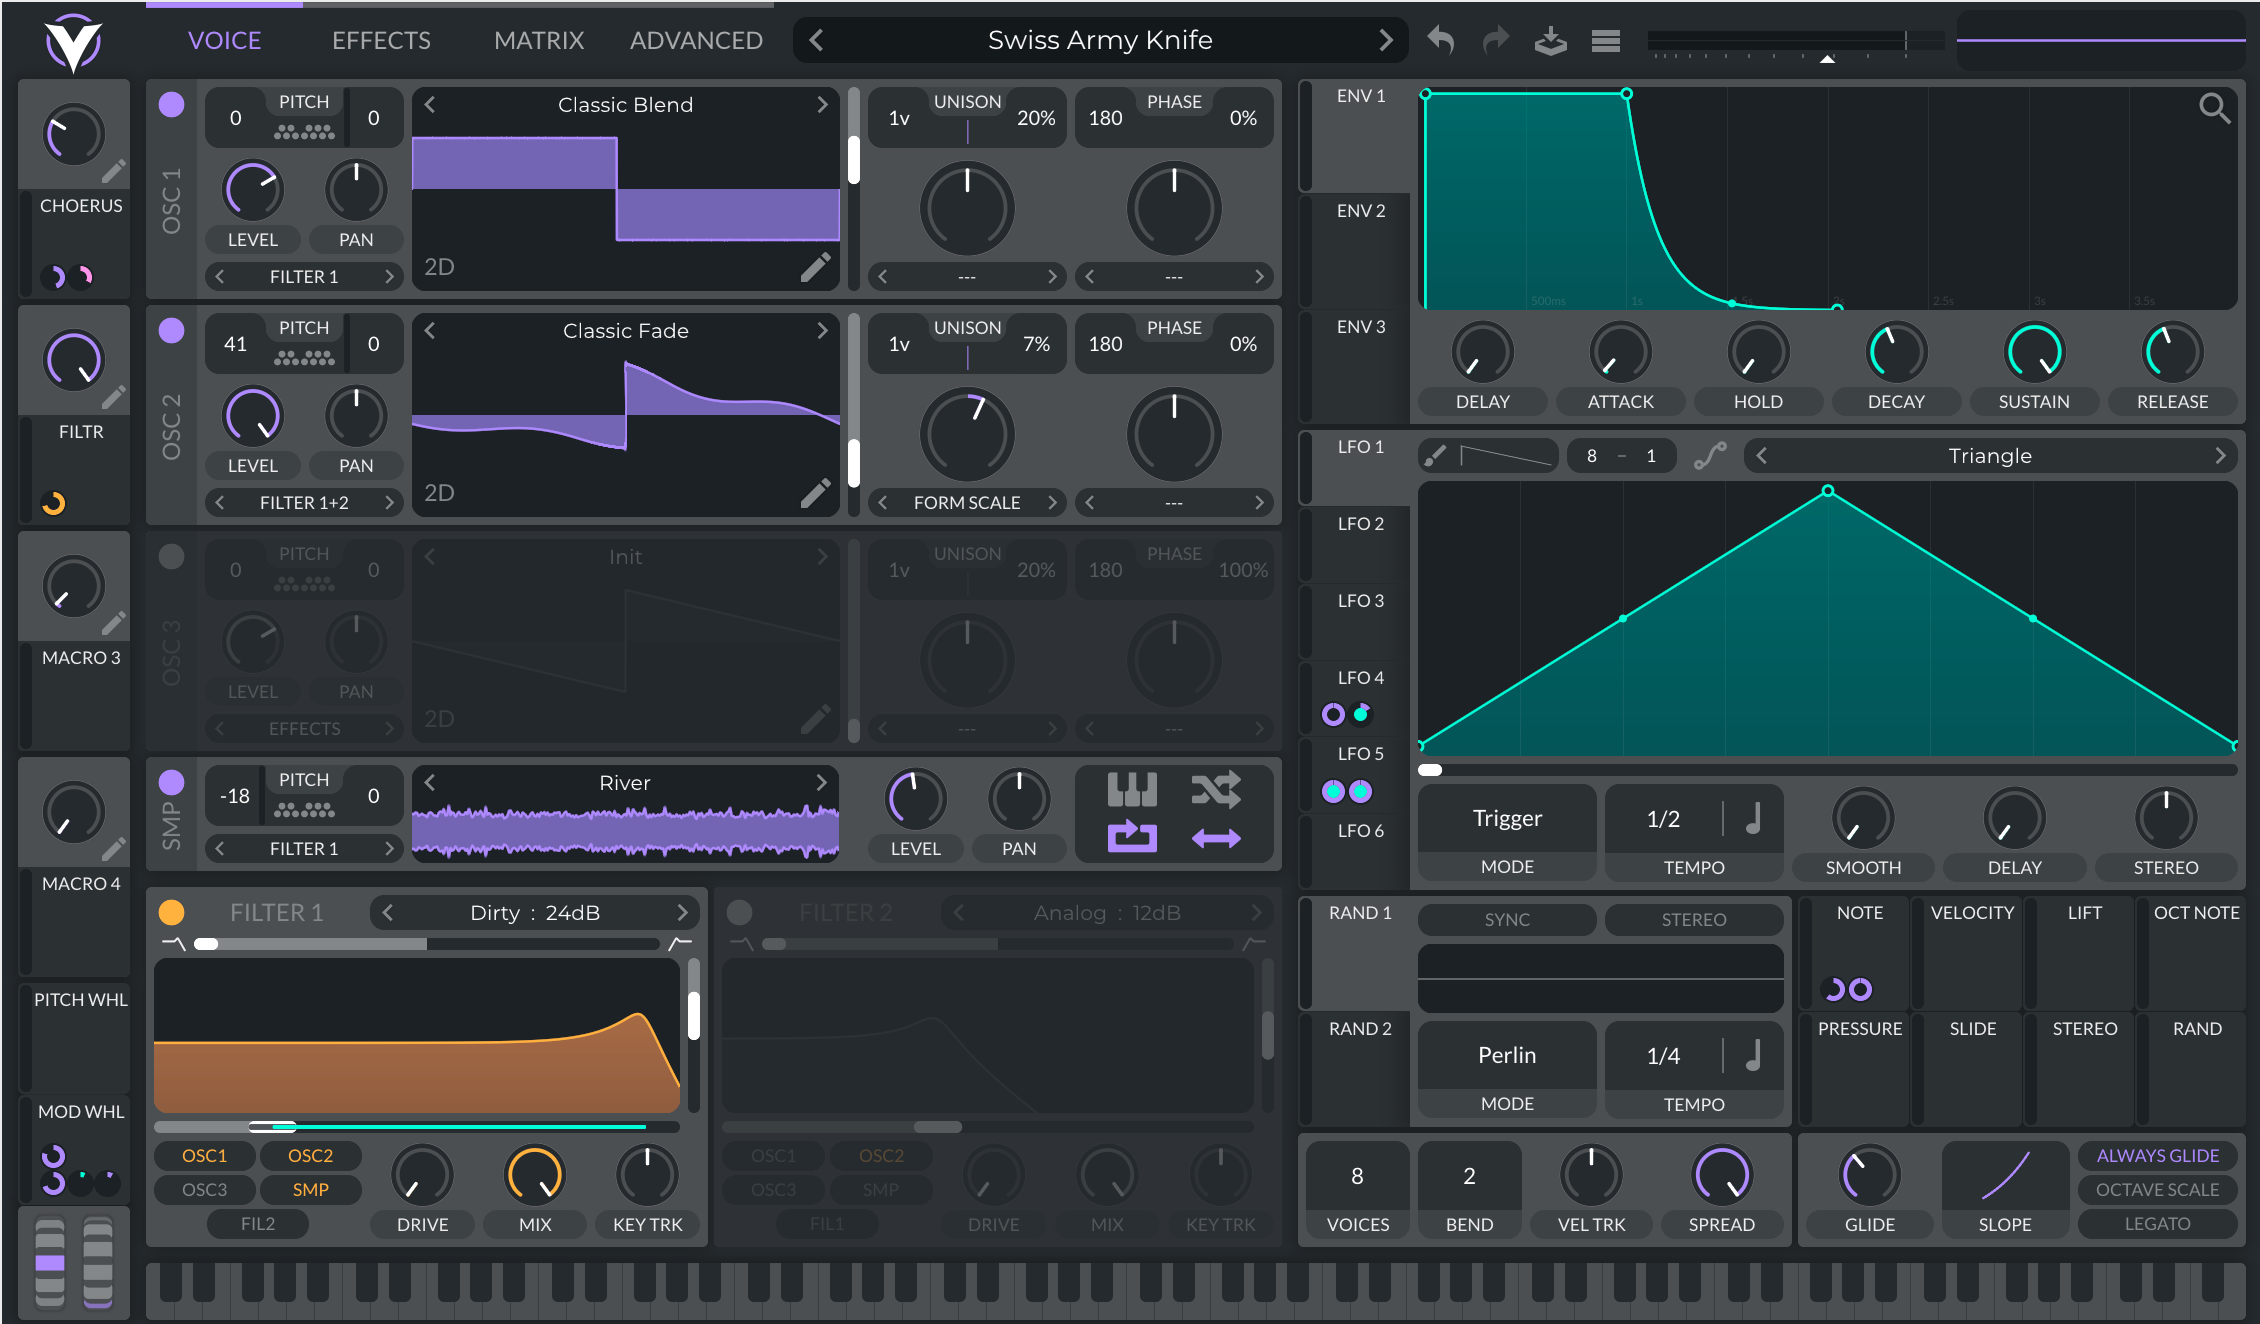 VOICE EFFECTS MATRIX ADVANCED Swiss Army Knife
CHOERUS
FILTR
MACRO 3
MACRO 4
PITCH WHL
MOD WHL
OSC 1
0 PITCH 0
LEVEL PAN
FILTER 1
Classic Blend
2D
1v UNISON 20%
---
180 PHASE 0%
---
OSC 2
41 PITCH 0
LEVEL PAN
FILTER 1+2
Classic Fade
2D
1v UNISON 7%
FORM SCALE
180 PHASE 0%
---
OSC 3
0 PITCH 0
LEVEL PAN
EFFECTS
Init
2D
1v UNISON 20%
---
180 PHASE 100%
---
SMP
-18 PITCH 0
FILTER 1
River
LEVEL PAN
FILTER 1 Dirty : 24dB
OSC1 OSC2
OSC3 SMP
FIL2
DRIVE MIX KEY TRK
FILTER 2 Analog : 12dB
OSC1 OSC2
OSC3 SMP
FIL1
DRIVE MIX KEY TRK
ENV 1
ENV 2
ENV 3
500ms 1s 2s 2.5s 3s 3.5s
DELAY ATTACK HOLD DECAY SUSTAIN RELEASE
LFO 1
LFO 2
LFO 3
LFO 4
LFO 5
LFO 6
8 - 1 Triangle
Trigger
MODE
1/2
TEMPO
SMOOTH DELAY STEREO
RAND 1
RAND 2
SYNC STEREO
Perlin
MODE
1/4
TEMPO
NOTE VELOCITY LIFT OCT NOTE
PRESSURE SLIDE STEREO RAND
8
VOICES
2
BEND
VEL TRK SPREAD
GLIDE SLOPE
ALWAYS GLIDE
OCTAVE SCALE
LEGATO